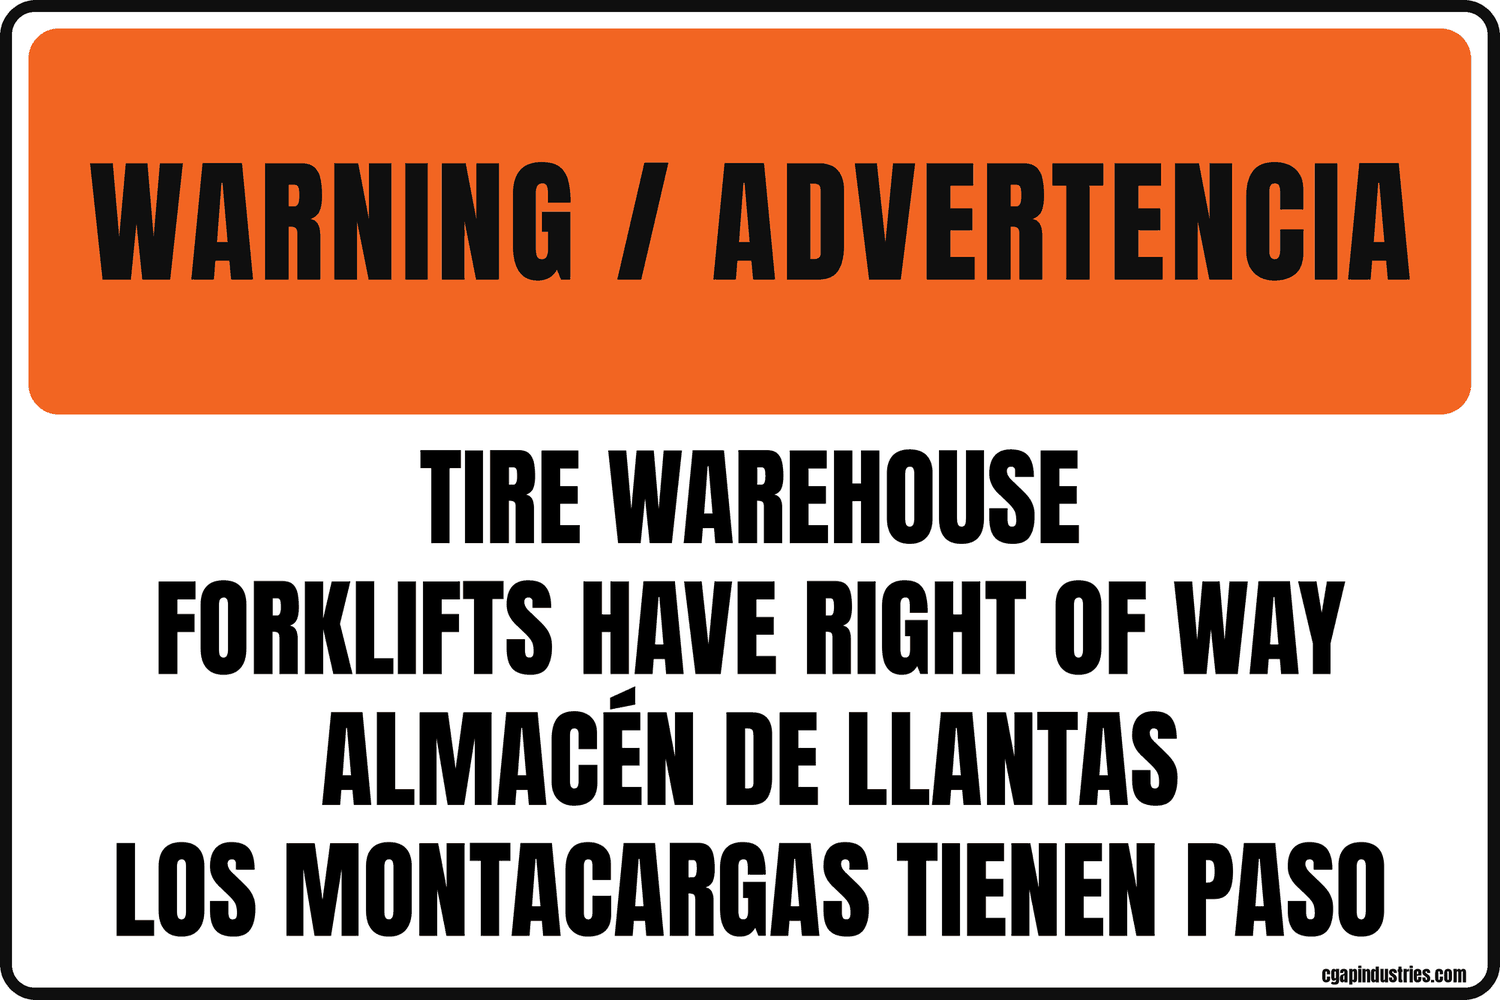 WARNING / ADVERTENCIA
TIRE WAREHOUSE
FORKLIFTS HAVE RIGHT OF WAY
ALMACÉN DE LLANTAS
LOS MONTACARGAS TIENEN PASO
cgapindustries.com